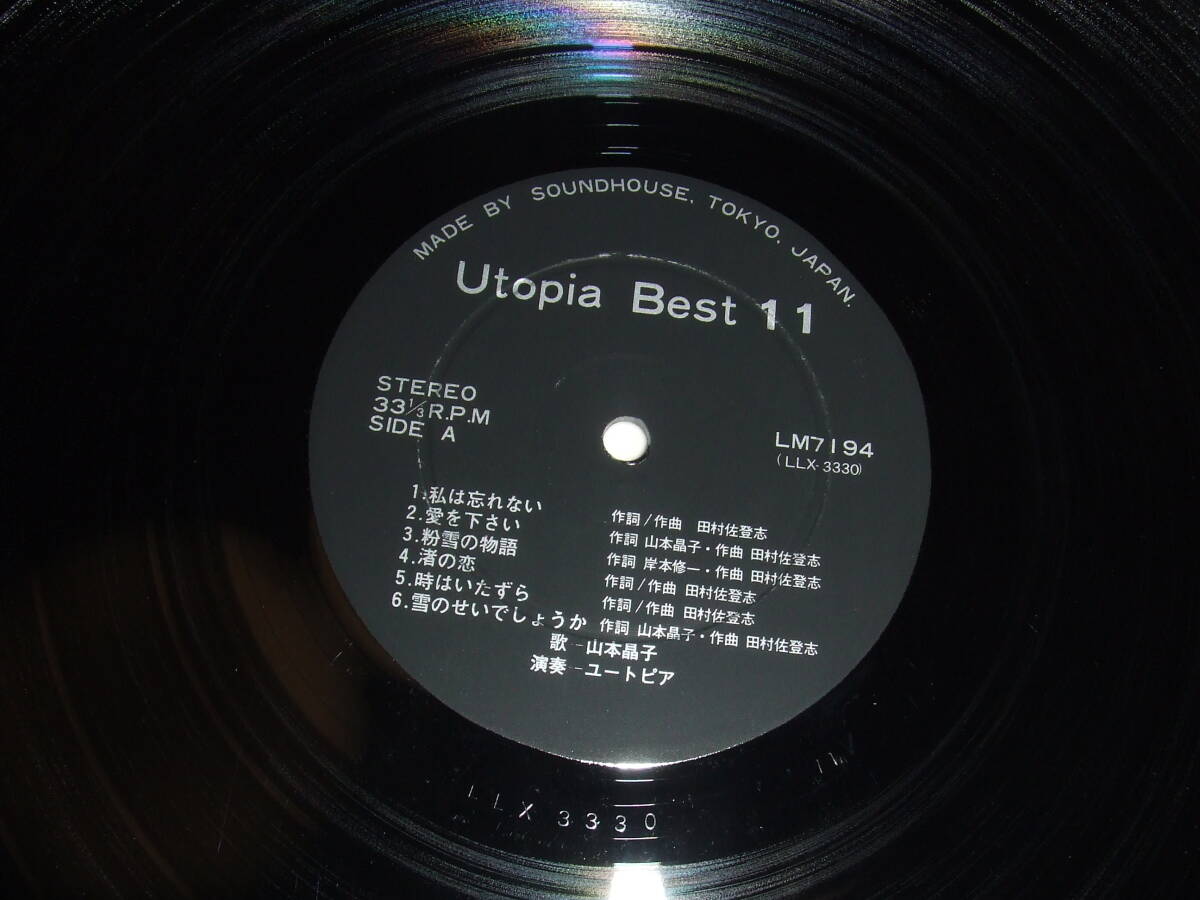 MADE BY SOUNDHOUSE, TOKYO, JAPAN.
Utopia Best 11
STEREO
33 1/3 R.P.M
SIDE A
LM7194
(LLX-3330)
1.私は忘れない 作詞/作曲 田村佐登志
2.愛を下さい 作詞 山本晶子・作曲 田村佐登志
3.粉雪の物語 作詞 岸本修一・作曲 田村佐登志
4.渚の恋 作詞/作曲 田村佐登志
5.時はいたずら 作詞/作曲 田村佐登志
6.雪のせいでしょうか 作詞 山本晶子・作曲 田村佐登志
歌-山本晶子
演奏-ユートピア
LLX 3330